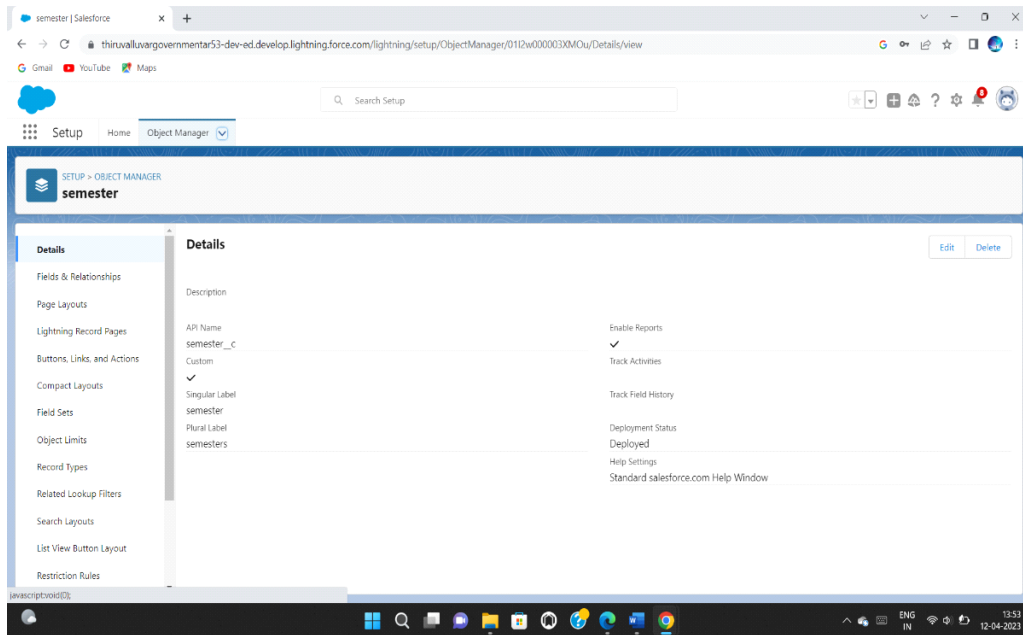 semester | Salesforce
thiruvalluvargovernmentar53-dev-ed.develop.lightning.force.com/lightning/setup/ObjectManager/01I2w000003XMOu/Details/view
Gmail YouTube Maps
Search Setup
8
Setup Home Object Manager
SETUP > OBJECT MANAGER
semester
Details
Fields & Relationships
Page Layouts
Lightning Record Pages
Buttons, Links, and Actions
Compact Layouts
Field Sets
Object Limits
Record Types
Related Lookup Filters
Search Layouts
List View Button Layout
Restriction Rules
Details
Edit Delete
Description
API Name
semester__c
Custom
Singular Label
semester
Plural Label
semesters
Enable Reports
Track Activities
Track Field History
Deployment Status
Deployed
Help Settings
Standard salesforce.com Help Window
javascript:void(0);
ENG
IN
13:53
12-04-2023